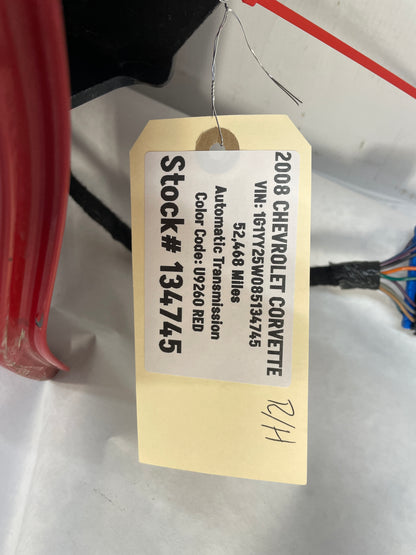 2008 CHEVROLET CORVETTE
VIN: 1G1YY25W085134745
52,468 Miles
Automatic Transmission
Color Code: U9260 RED
Stock# 134745
R/H